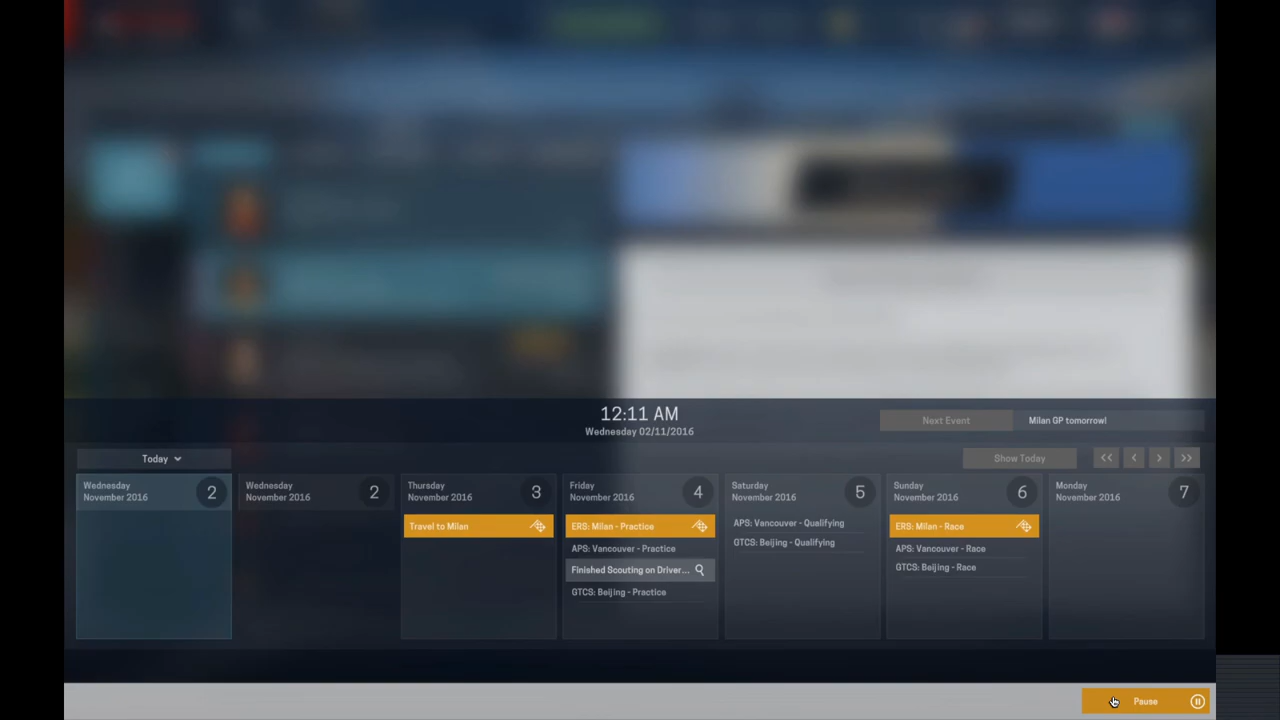 12:11 AM
Wednesday 02/11/2016
Next Event
Milan GP tomorrow!
Today
Show Today
Wednesday
November 2016
2
Wednesday
November 2016
2
Thursday
November 2016
3
Travel to Milan
Friday
November 2016
4
ERS: Milan - Practice
APS: Vancouver - Practice
Finished Scouting on Driver...
GTCS: Beijing - Practice
Saturday
November 2016
5
APS: Vancouver - Qualifying
GTCS: Beijing - Qualifying
Sunday
November 2016
6
ERS: Milan - Race
APS: Vancouver - Race
GTCS: Beijing - Race
Monday
November 2016
7
Pause